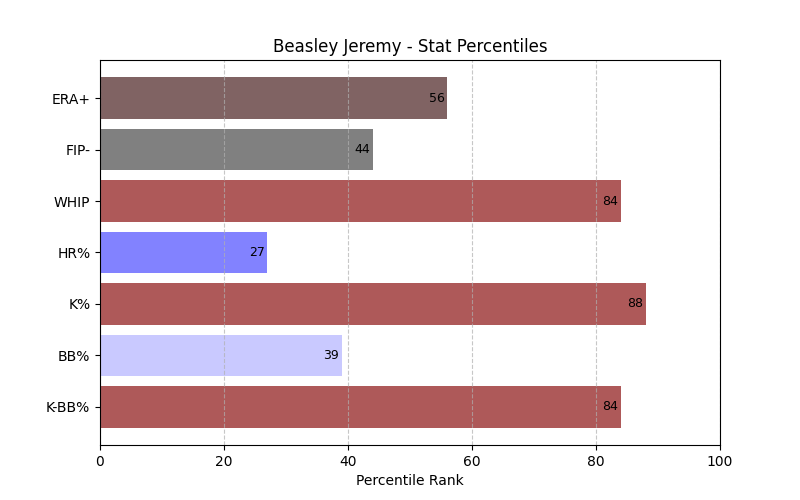 Beasley Jeremy - Stat Percentiles
ERA+ 56
FIP- 44
WHIP 84
HR% 27
K% 88
BB% 39
K-BB% 84
0 20 40 60 80 100
Percentile Rank